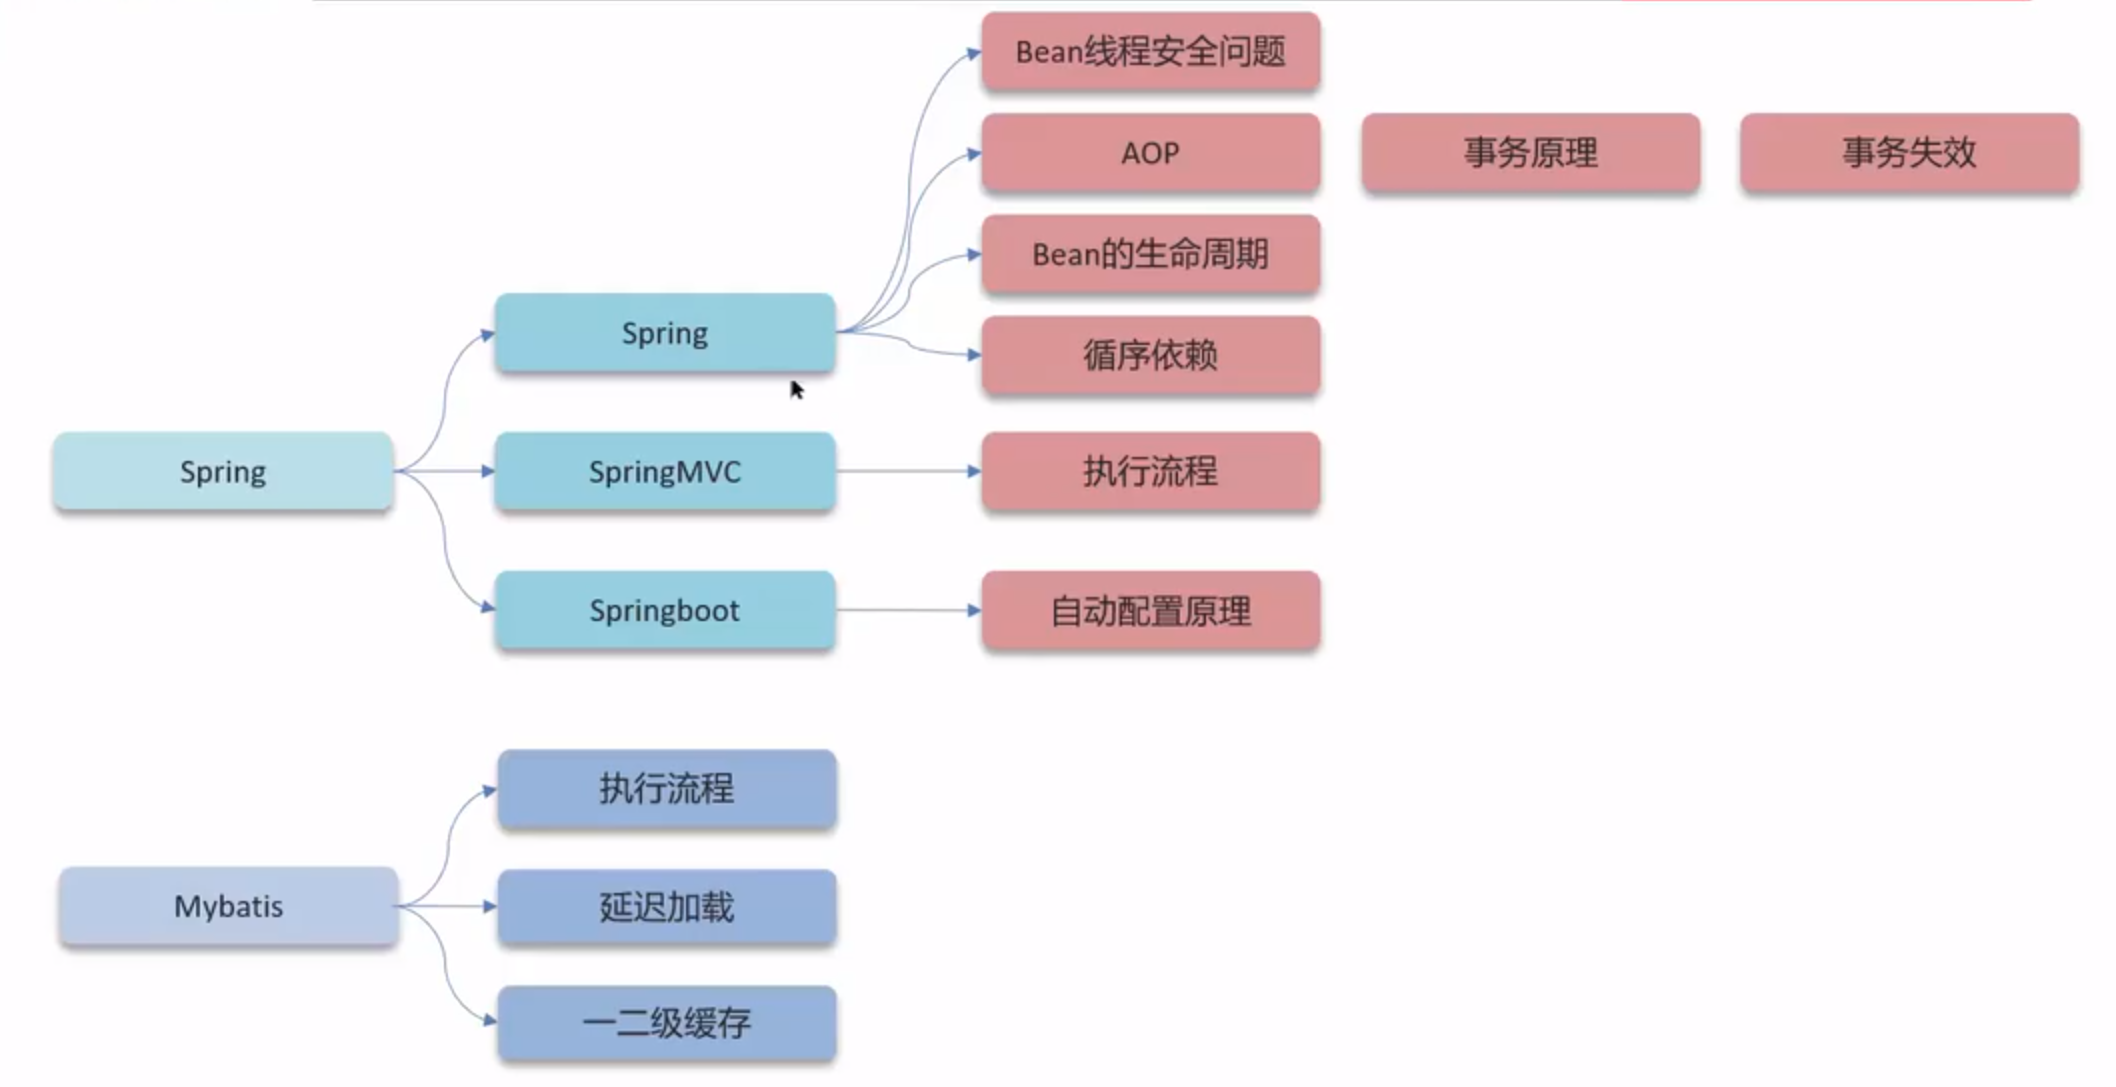 Bean线程安全问题
AOP
事务原理
事务失效
Bean的生命周期
Spring
循序依赖
Spring
SpringMVC
执行流程
Springboot
自动配置原理
执行流程
Mybatis
延迟加载
一二级缓存